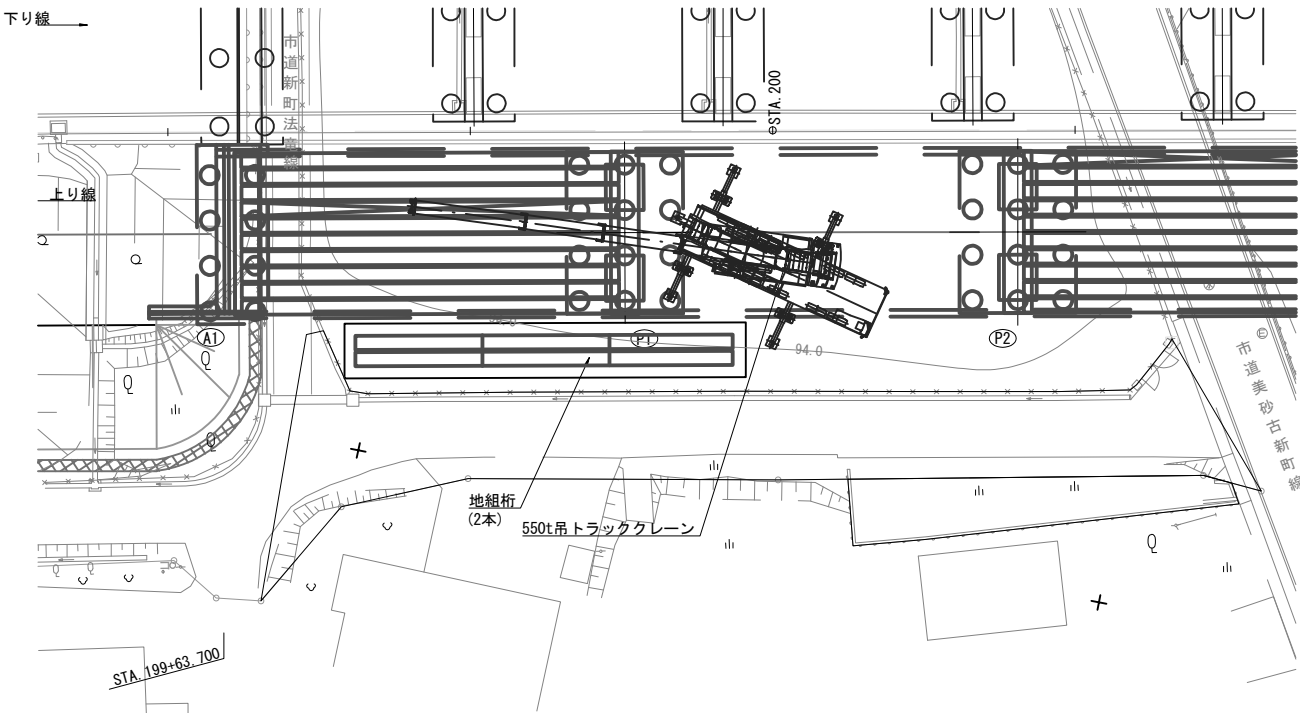 下り線
市道新町法
STA.200
上り線
A1
P1
P2
94.0
市道美砂古新町線
地組桁
(2本)
550t吊トラッククレーン
STA.199+63.700